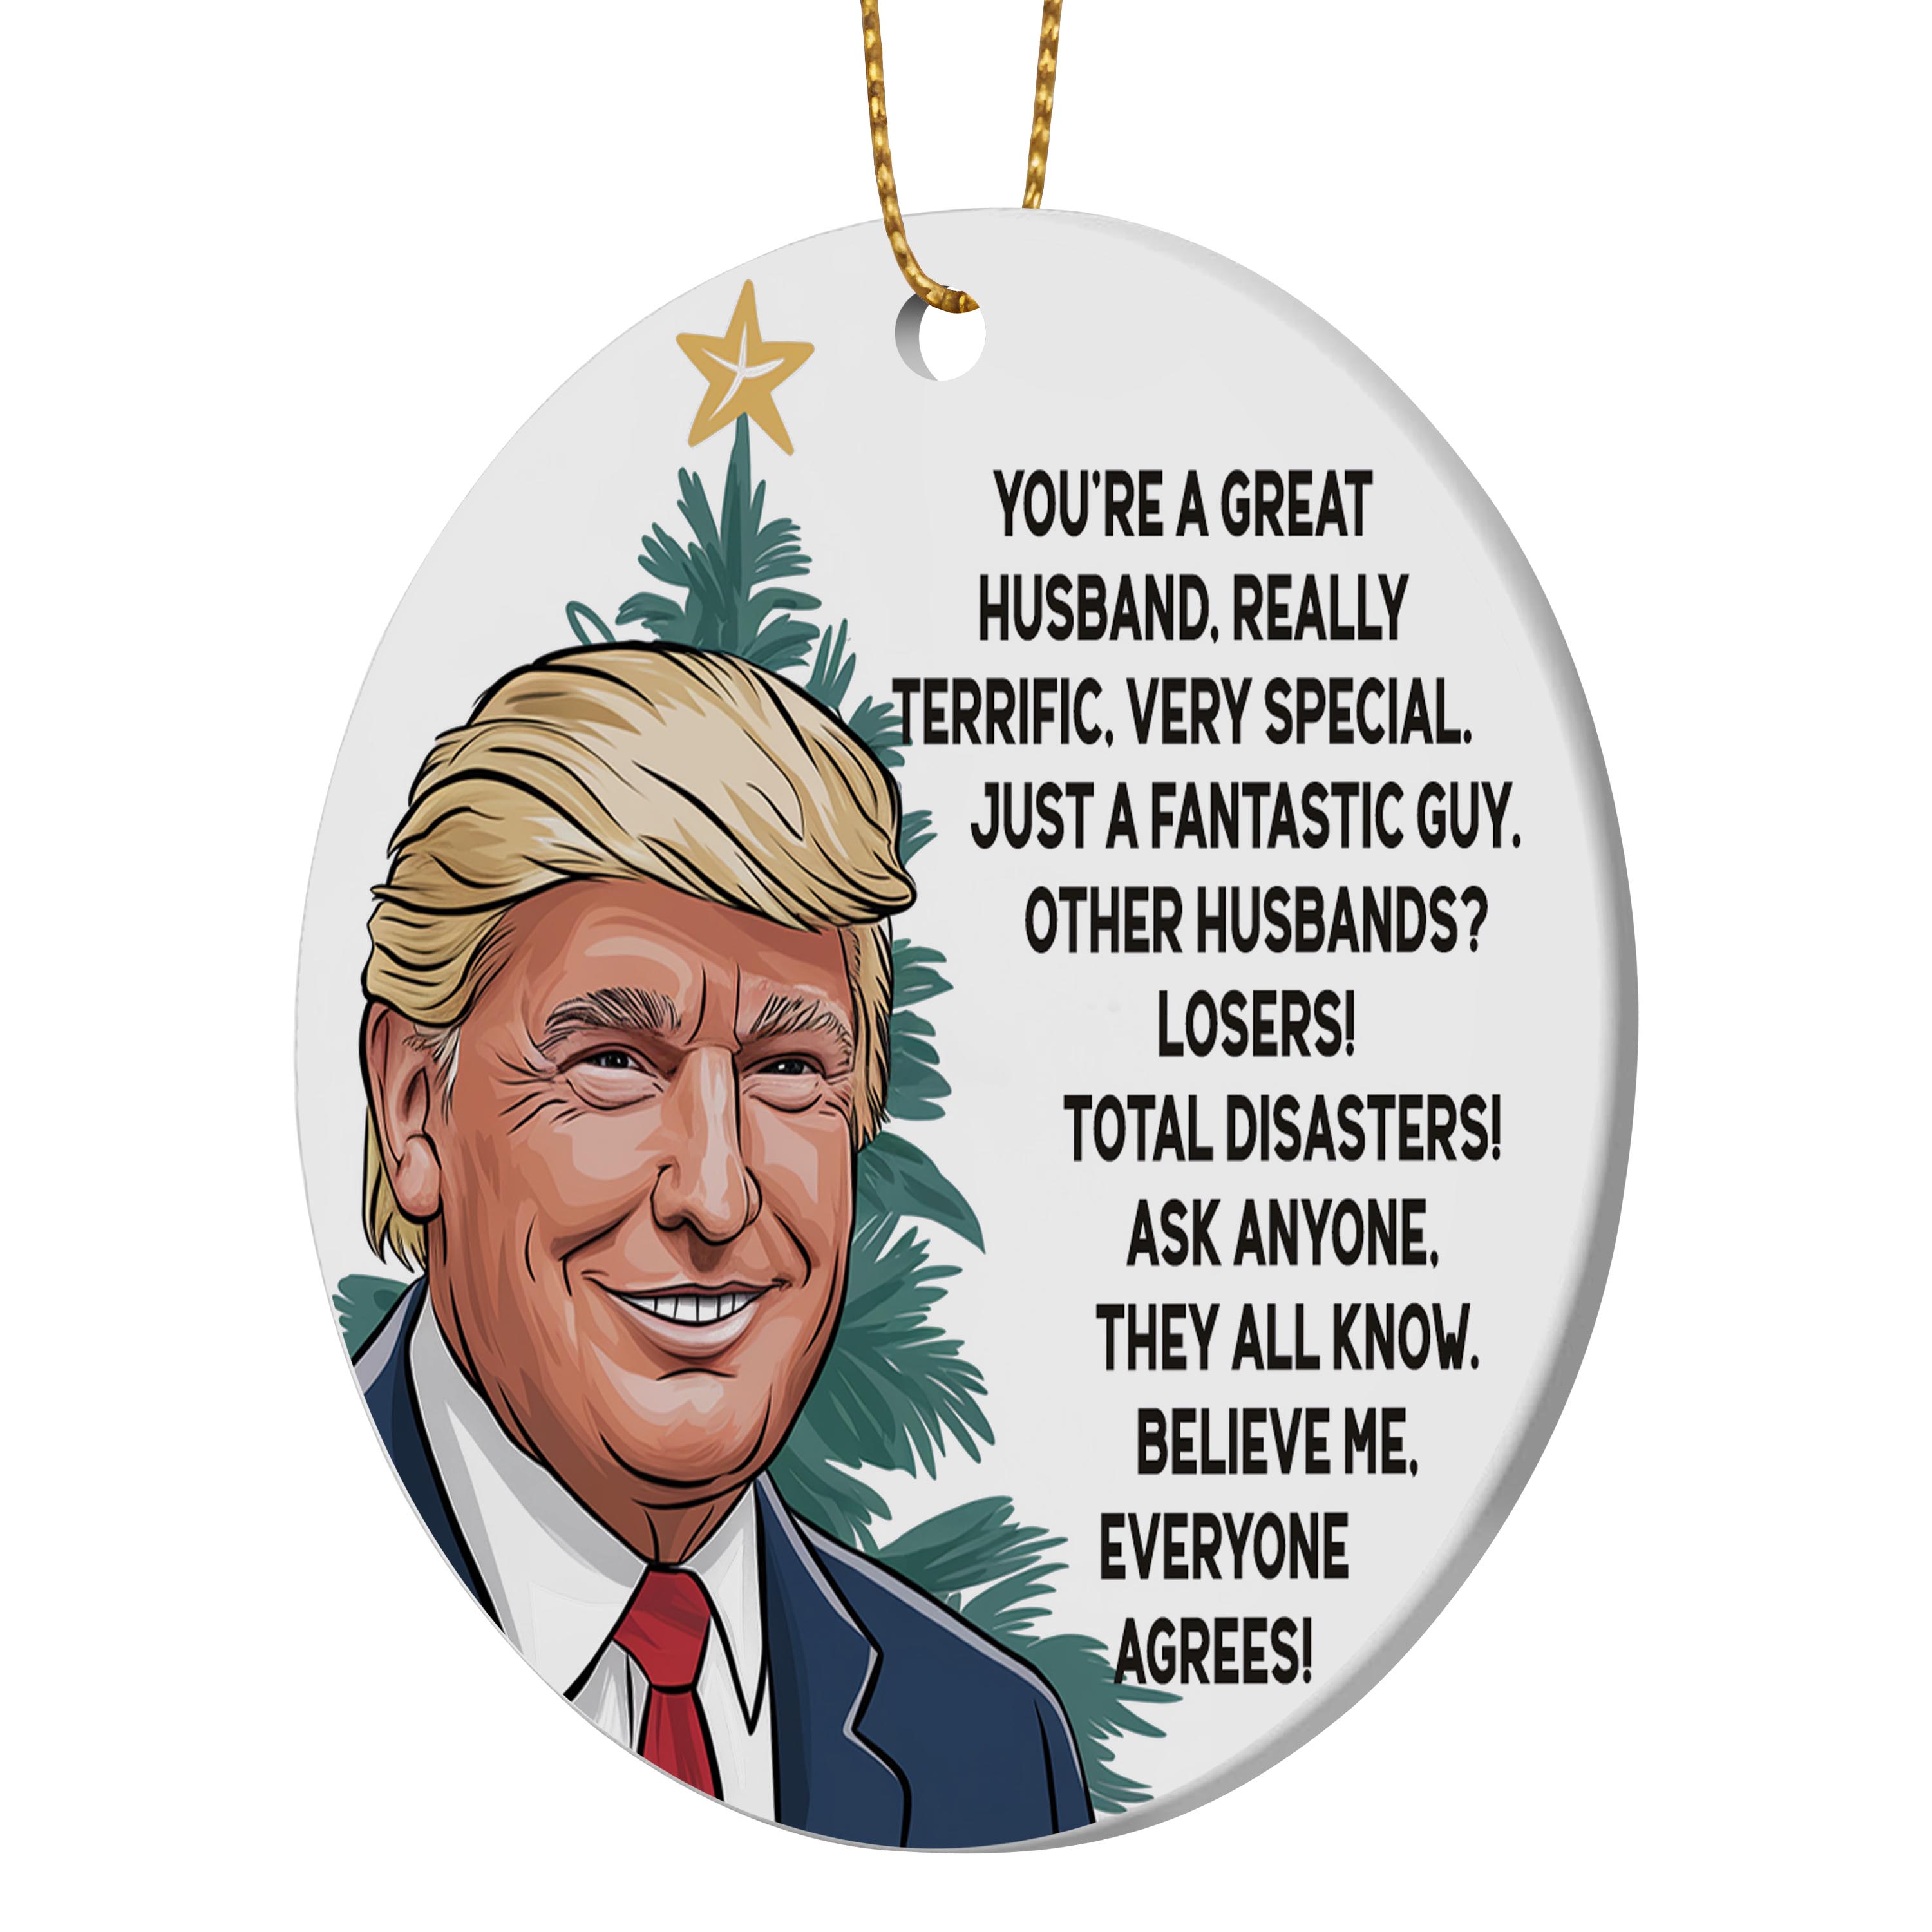 YOU'RE A GREAT
HUSBAND, REALLY
TERRIFIC, VERY SPECIAL.
JUST A FANTASTIC GUY.
OTHER HUSBANDS?
LOSERS!
TOTAL DISASTERS!
ASK ANYONE,
THEY ALL KNOW.
BELIEVE ME,
EVERYONE
AGREES!